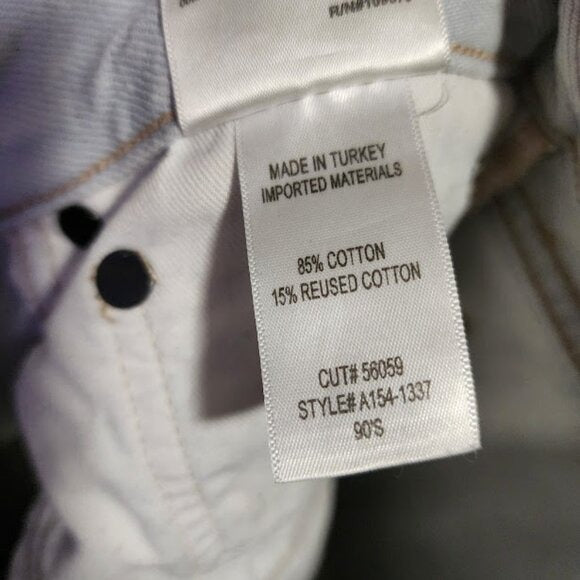 MADE IN TURKEY
IMPORTED MATERIALS
85% COTTON
15% REUSED COTTON
CUT# 56059
STYLE# A154-1337
90'S